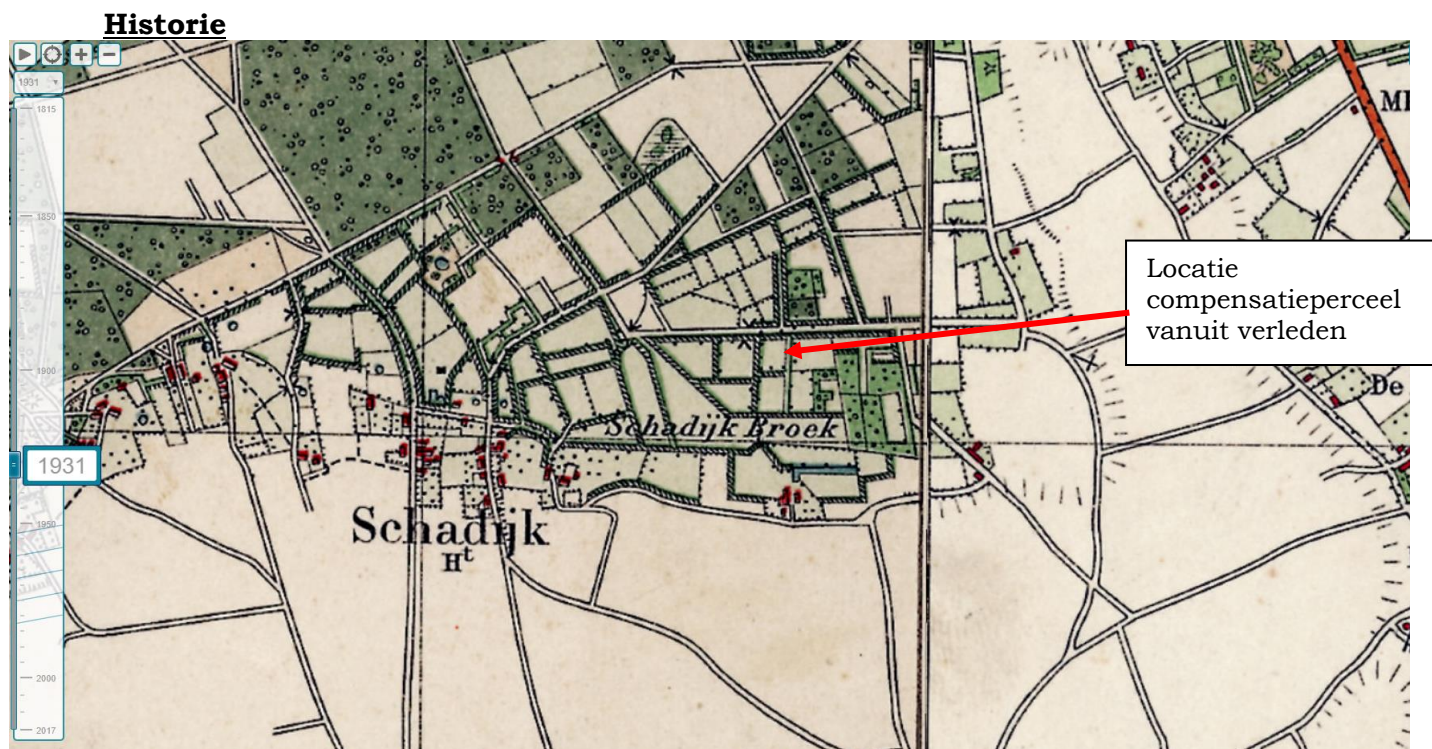 Historie
1931
1815
1850
1900
1931
1950
2000
2017
Locatie
compensatieperceel
vanuit verleden
Schadijk Broek
Schadijk
Ht
De